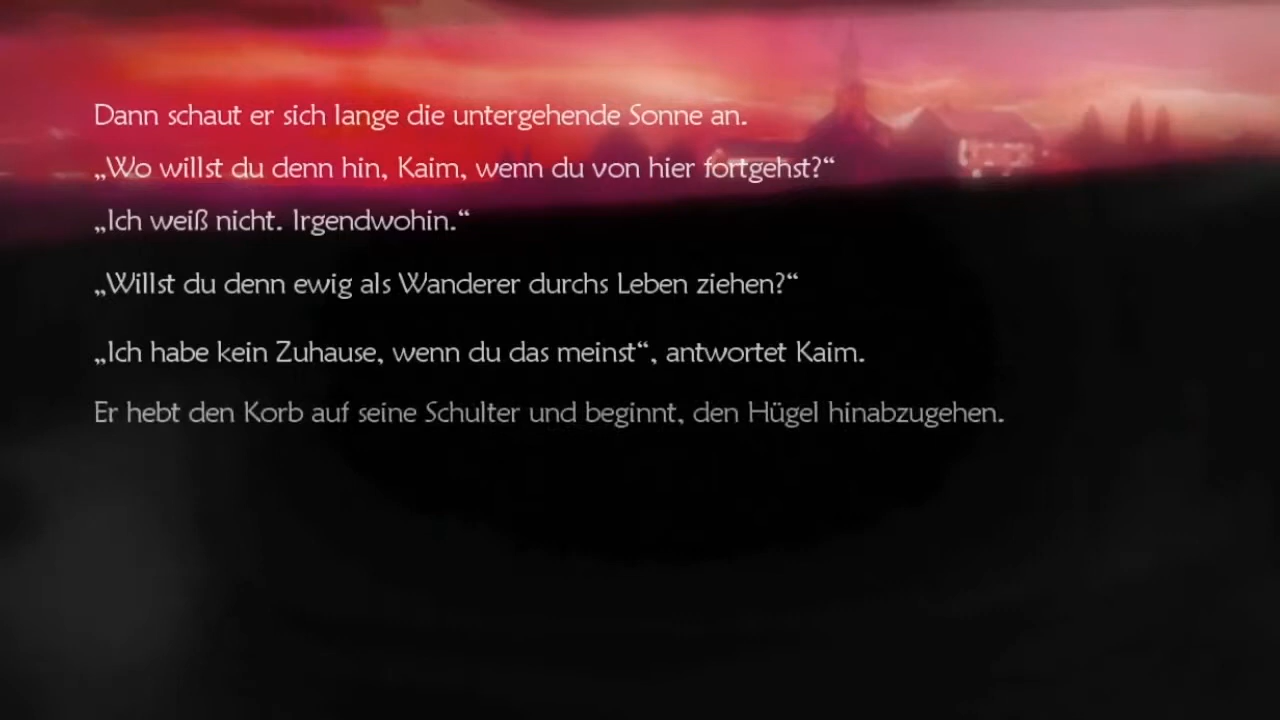 Dann schaut er sich lange die untergehende Sonne an.
„Wo willst du denn hin, Kaim, wenn du von hier fortgehst?“
„Ich weiß nicht. Irgendwohin.“
„Willst du denn ewig als Wanderer durchs Leben ziehen?“
„Ich habe kein Zuhause, wenn du das meinst“, antwortet Kaim.
Er hebt den Korb auf seine Schulter und beginnt, den Hügel hinabzugehen.